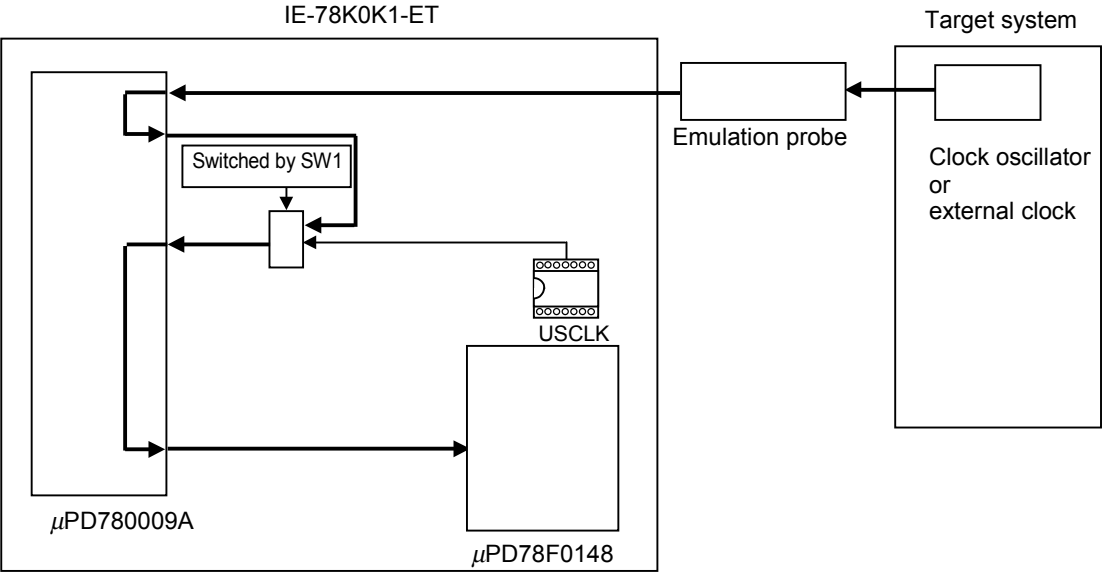 IE-78K0K1-ET
Target system
Emulation probe
Switched by SW1
Clock oscillator
or
external clock
USCLK
μPD780009A
μPD78F0148